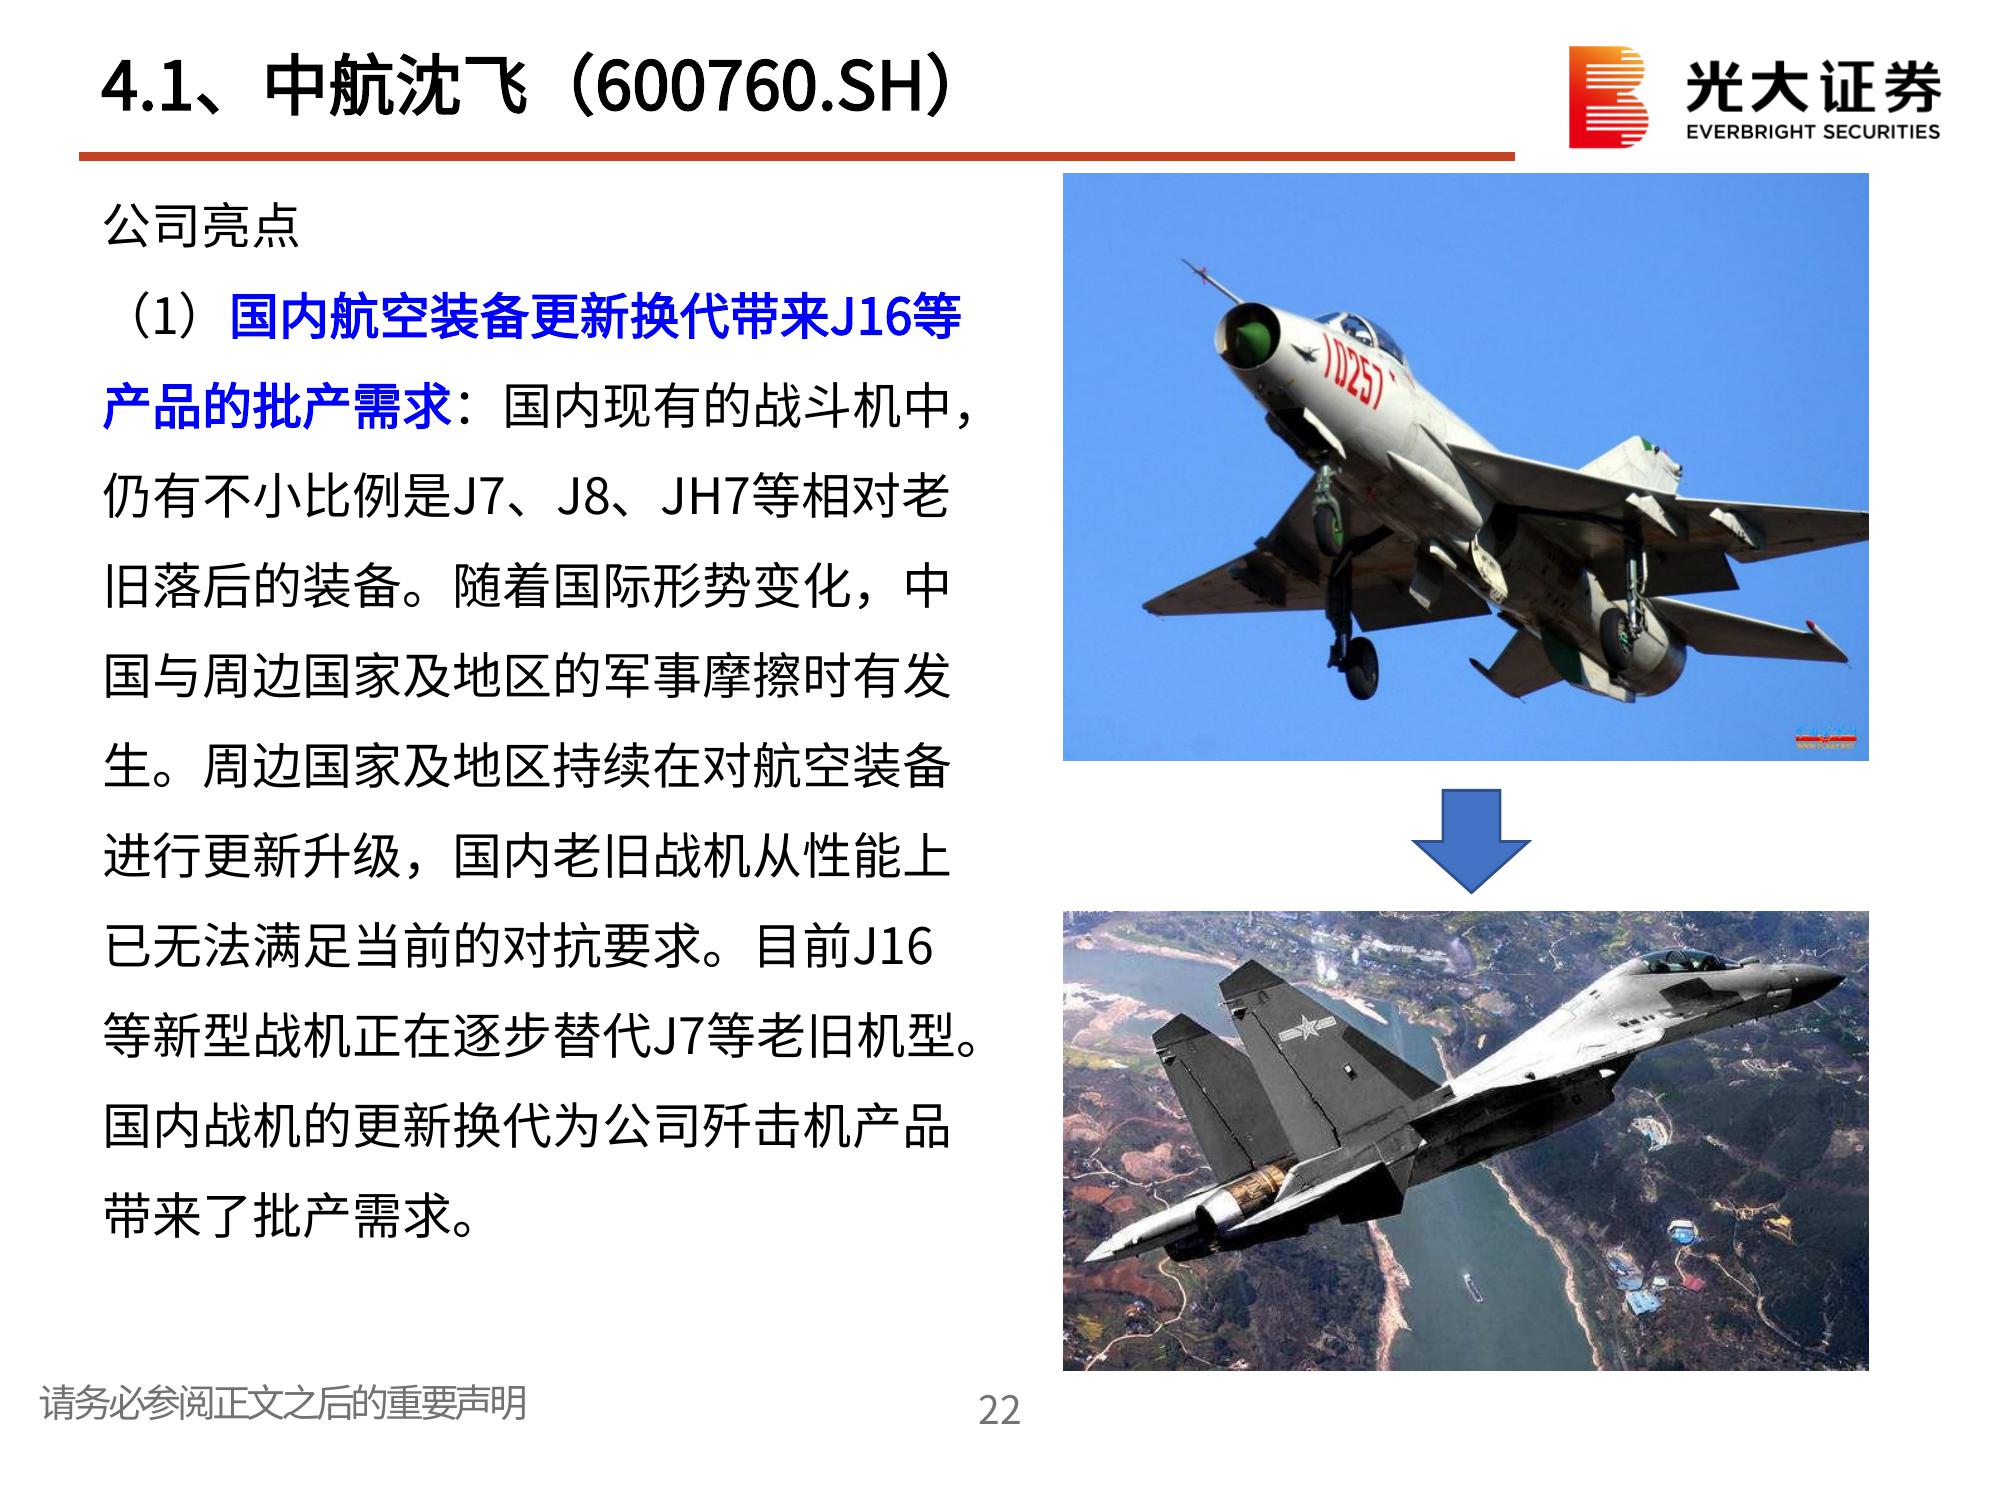 4.1、中航沈飞（600760.SH）
光大证券
EVERBRIGHT SECURITIES
公司亮点
（1）国内航空装备更新换代带来J16等
产品的批产需求：国内现有的战斗机中，
仍有不小比例是J7、J8、JH7等相对老
旧落后的装备。随着国际形势变化，中
国与周边国家及地区的军事摩擦时有发
生。周边国家及地区持续在对航空装备
进行更新升级，国内老旧战机从性能上
已无法满足当前的对抗要求。目前J16
等新型战机正在逐步替代J7等老旧机型。
国内战机的更新换代为公司歼击机产品
带来了批产需求。
10257
请务必参阅正文之后的重要声明
22